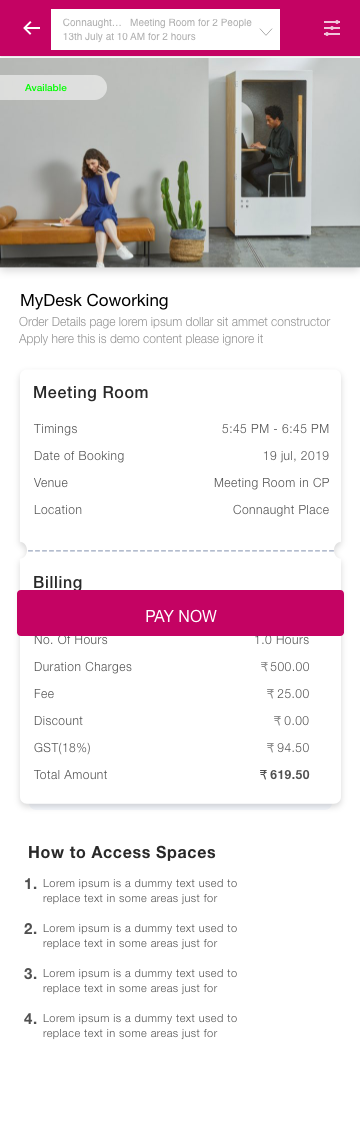 Connaught... Meeting Room for 2 People
13th July at 10 AM for 2 hours
Available
MyDesk Coworking
Order Details page lorem ipsum dollar sit ammet constructor
Apply here this is demo content please ignore it
Meeting Room
Timings 5:45 PM - 6:45 PM
Date of Booking 19 jul, 2019
Venue Meeting Room in CP
Location Connaught Place
Billing
PAY NOW
No. Of Hours 1.0 Hours
Duration Charges ₹500.00
Fee ₹25.00
Discount ₹0.00
GST(18%) ₹94.50
Total Amount ₹619.50
How to Access Spaces
1. Lorem ipsum is a dummy text used to
replace text in some areas just for
2. Lorem ipsum is a dummy text used to
replace text in some areas just for
3. Lorem ipsum is a dummy text used to
replace text in some areas just for
4. Lorem ipsum is a dummy text used to
replace text in some areas just for